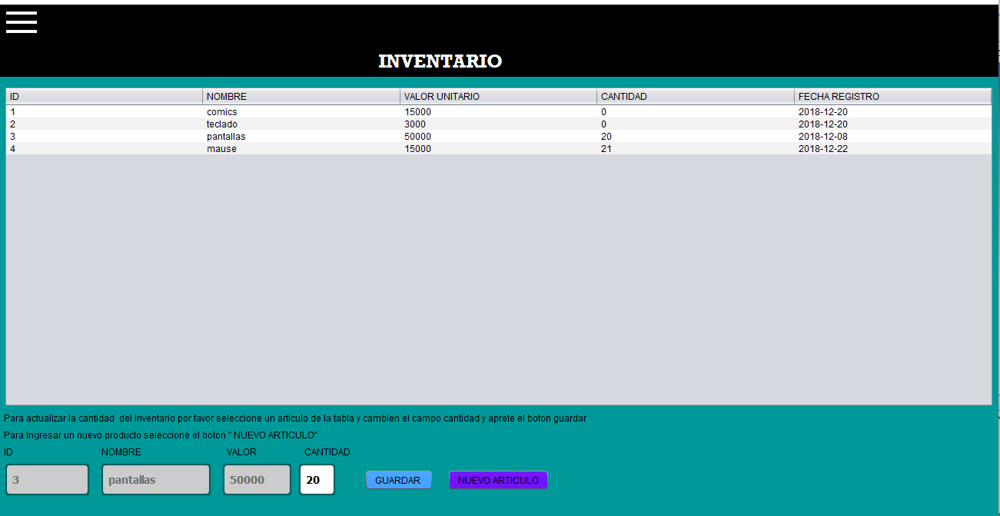 INVENTARIO
ID NOMBRE VALOR UNITARIO CANTIDAD FECHA REGISTRO
1 comics 15000 0 2018-12-20
2 teclado 3000 0 2018-12-20
3 pantallas 50000 20 2018-12-08
4 mause 15000 21 2018-12-22
Para actualizar la cantidad del inventario por favor seleccione un articulo de la tabla y cambien el campo cantidad y aprete el boton guardar
Para Ingresar un nuevo producto seleccione el boton " NUEVO ARTICULO"
ID NOMBRE VALOR CANTIDAD
3 pantallas 50000 20 GUARDAR NUEVO ARTICULO